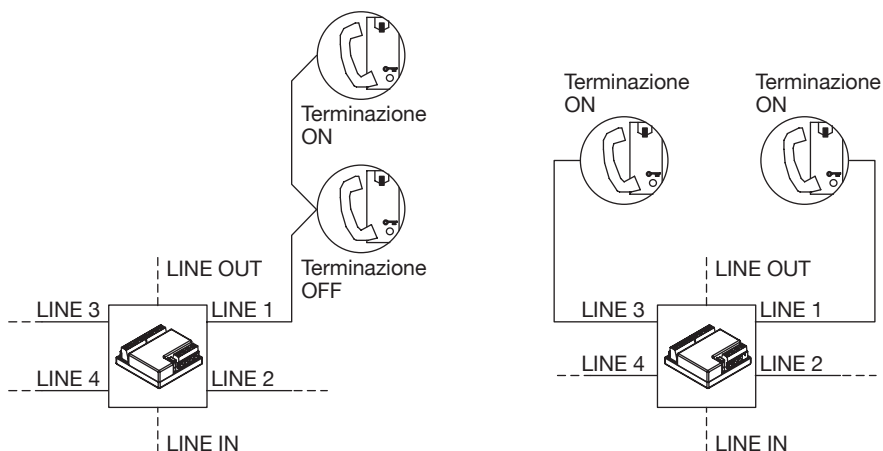 Terminazione
ON
Terminazione
OFF
LINE OUT
LINE 3
LINE 1
LINE 4
LINE 2
LINE IN
Terminazione
ON
Terminazione
ON
LINE OUT
LINE 3
LINE 1
LINE 4
LINE 2
LINE IN